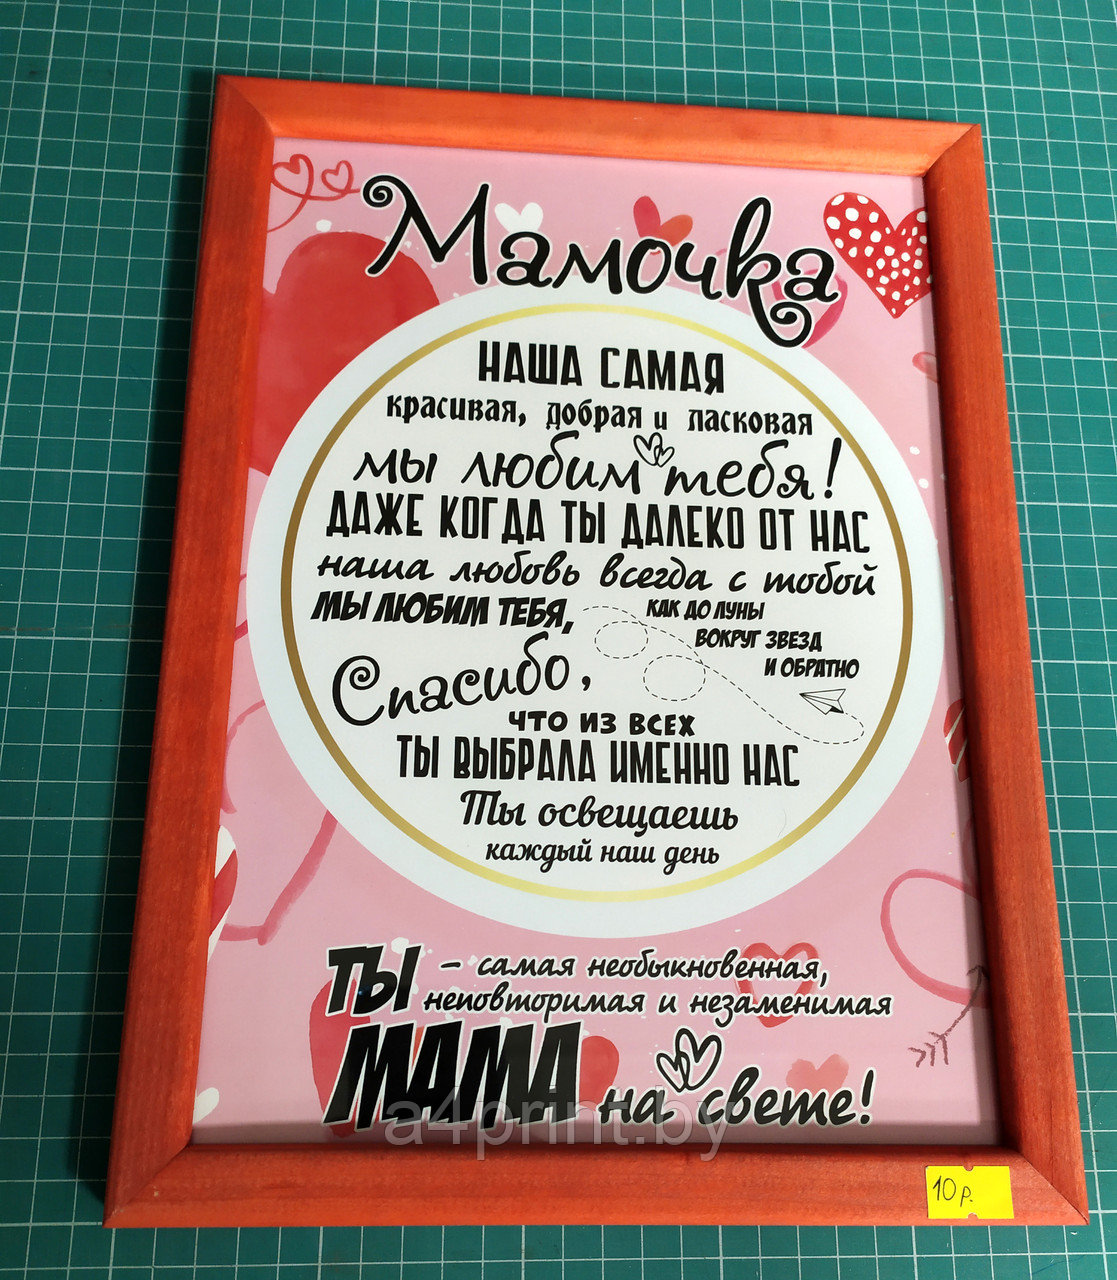 Мамочка
НАША САМАЯ
красивая, добрая и ласковая
мы любим тебя!
ДАЖЕ КОГДА ТЫ ДАЛЕКО ОТ НАС
наша любовь всегда с тобой
МЫ ЛЮБИМ ТЕБЯ,
КАК ДО ЛУНЫ
ВОКРУГ ЗВЕЗД
И ОБРАТНО
Спасибо,
ЧТО ИЗ ВСЕХ
ТЫ ВЫБРАЛА ИМЕННО НАС
Ты освещаешь
каждый наш день
ТЫ – самая необыкновенная,
неповторимая и незаменимая
МАМА на свете!
a4print.by
10 р.